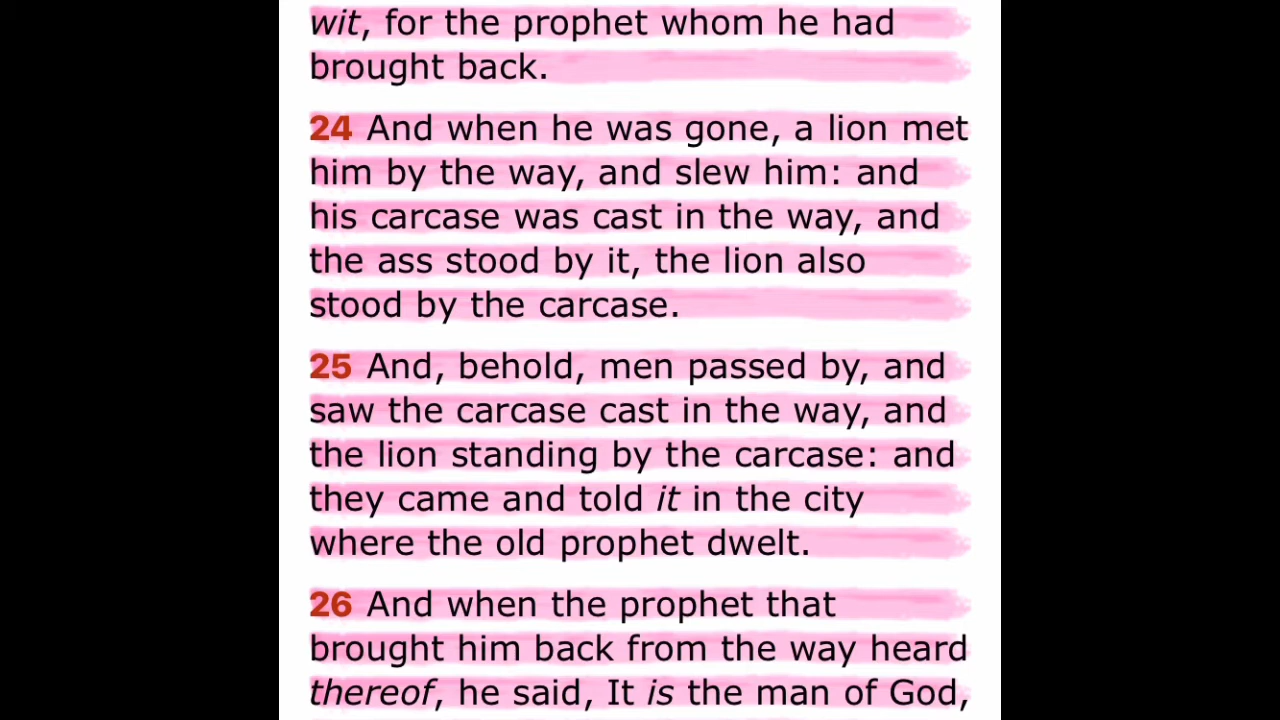 wit, for the prophet whom he had
brought back.
24 And when he was gone, a lion met
him by the way, and slew him: and
his carcase was cast in the way, and
the ass stood by it, the lion also
stood by the carcase.
25 And, behold, men passed by, and
saw the carcase cast in the way, and
the lion standing by the carcase: and
they came and told it in the city
where the old prophet dwelt.
26 And when the prophet that
brought him back from the way heard
thereof, he said, It is the man of God,